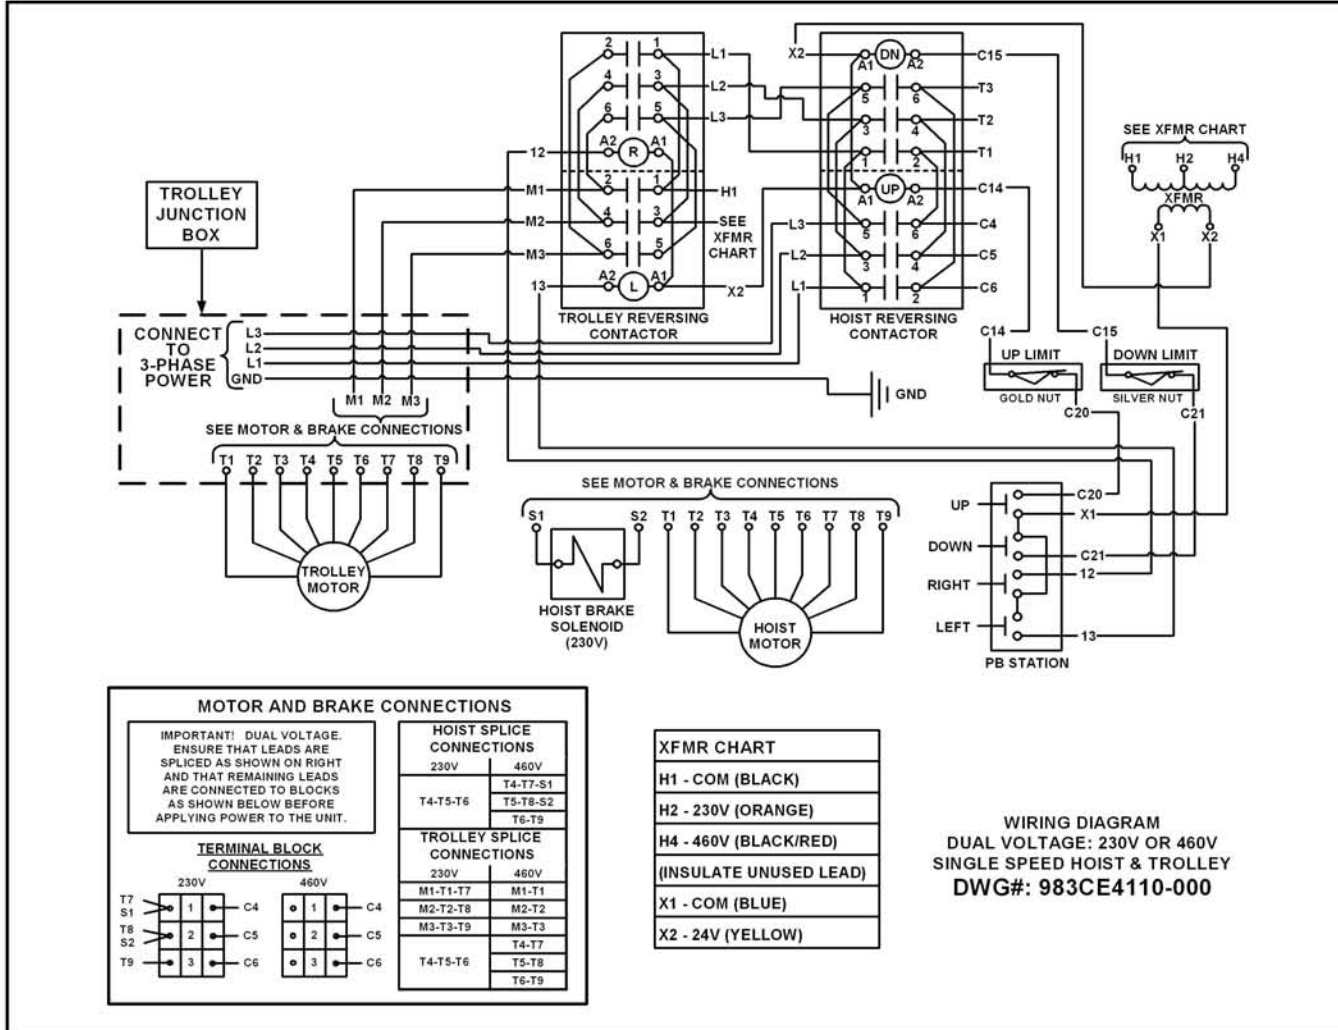 2 1 L1
4 3 L2
6 5 L3
12 A2 R A1
M1 2 1 H1
M2 4 3 SEE
XFMR
CHART
M3 6 5
13 A2 L A1 X2
TROLLEY REVERSING
CONTACTOR
X2 A1 DN A2 C15
5 6 T3
3 4 T2
1 2 T1
A1 UP A2 C14
L3 5 6 C4
L2 3 4 C5
L1 1 2 C6
HOIST REVERSING
CONTACTOR
SEE XFMR CHART
H1 H2 H4
XFMR
X1 X2
TROLLEY
JUNCTION
BOX
CONNECT
TO
3-PHASE
POWER
L3
L2
L1
GND
GND
M1 M2 M3
SEE MOTOR & BRAKE CONNECTIONS
T1 T2 T3 T4 T5 T6 T7 T8 T9
TROLLEY
MOTOR
C14 C15
UP LIMIT DOWN LIMIT
GOLD NUT SILVER NUT
C20 C21
SEE MOTOR & BRAKE CONNECTIONS
S1 S2 T1 T2 T3 T4 T5 T6 T7 T8 T9
HOIST BRAKE
SOLENOID
(230V)
HOIST
MOTOR
UP C20
X1
DOWN C21
RIGHT 12
LEFT 13
PB STATION
MOTOR AND BRAKE CONNECTIONS
IMPORTANT! DUAL VOLTAGE.
ENSURE THAT LEADS ARE
SPLICED AS SHOWN ON RIGHT
AND THAT REMAINING LEADS
ARE CONNECTED TO BLOCKS
AS SHOWN BELOW BEFORE
APPLYING POWER TO THE UNIT.
TERMINAL BLOCK
CONNECTIONS
230V 460V
T7
S1 1 C4 1 C4
T8
S2 2 C5 2 C5
T9 3 C6 3 C6
HOIST SPLICE
CONNECTIONS
230V 460V
T4-T5-T6 T4-T7-S1
T5-T8-S2
T6-T9
TROLLEY SPLICE
CONNECTIONS
230V 460V
M1-T1-T7 M1-T1
M2-T2-T8 M2-T2
M3-T3-T9 M3-T3
T4-T5-T6 T4-T7
T5-T8
T6-T9
XFMR CHART
H1 - COM (BLACK)
H2 - 230V (ORANGE)
H4 - 460V (BLACK/RED)
(INSULATE UNUSED LEAD)
X1 - COM (BLUE)
X2 - 24V (YELLOW)
WIRING DIAGRAM
DUAL VOLTAGE: 230V OR 460V
SINGLE SPEED HOIST & TROLLEY
DWG#: 983CE4110-000